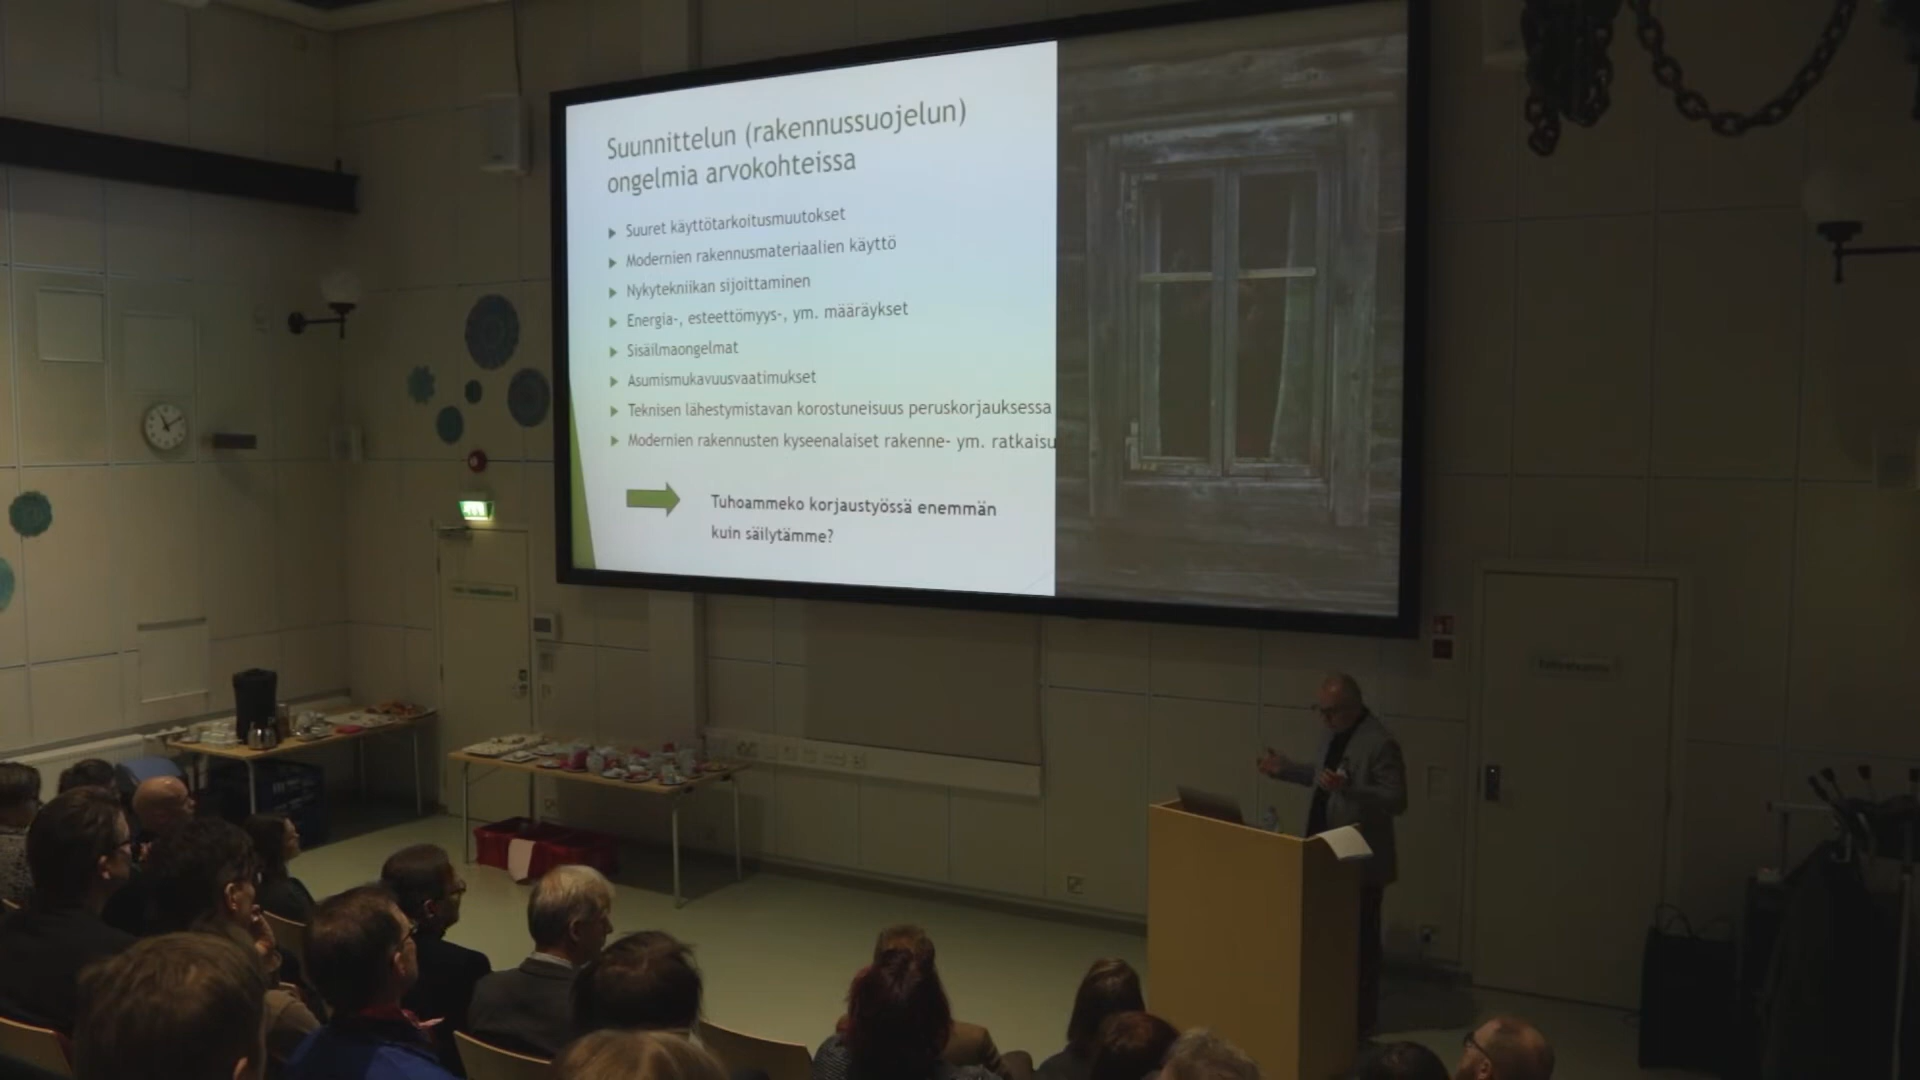 Suunnittelun (rakennussuojelun)
ongelmia arvokohteissa
Suuret käyttötarkoitusmuutokset
Modernien rakennusmateriaalien käyttö
Nykytekniikan sijoittaminen
Energia-, esteettömyys-, ym. määräykset
Sisäilmaongelmat
Asumismukavuusvaatimukset
Teknisen lähestymistavan korostuneisuus peruskorjauksessa
Modernien rakennusten kyseenalaiset rakenne- ym. ratkaisu
Tuhoammeko korjaustyössä enemmän
kuin säilytämme?